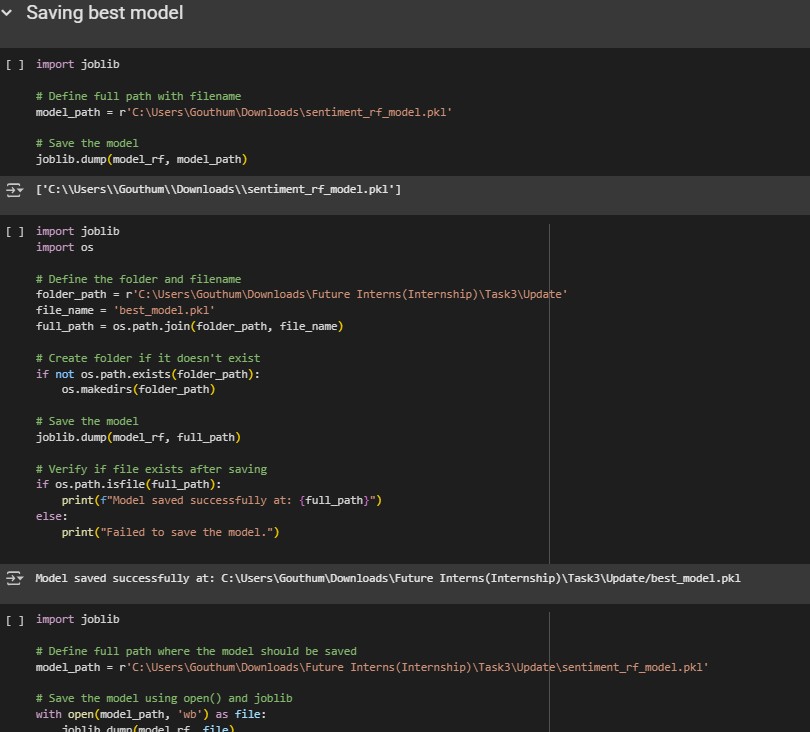 Saving best model
[ ] import joblib
# Define full path with filename
model_path = r'C:\Users\Gouthum\Downloads\sentiment_rf_model.pkl'
# Save the model
joblib.dump(model_rf, model_path)
['C:\\Users\\Gouthum\\Downloads\\sentiment_rf_model.pkl']
[ ] import joblib
import os
# Define the folder and filename
folder_path = r'C:\Users\Gouthum\Downloads\Future Interns(Internship)\Task3\Update'
file_name = 'best_model.pkl'
full_path = os.path.join(folder_path, file_name)
# Create folder if it doesn't exist
if not os.path.exists(folder_path):
    os.makedirs(folder_path)
# Save the model
joblib.dump(model_rf, full_path)
# Verify if file exists after saving
if os.path.isfile(full_path):
    print(f"Model saved successfully at: {full_path}")
else:
    print("Failed to save the model.")
Model saved successfully at: C:\Users\Gouthum\Downloads\Future Interns(Internship)\Task3\Update/best_model.pkl
[ ] import joblib
# Define full path where the model should be saved
model_path = r'C:\Users\Gouthum\Downloads\Future Interns(Internship)\Task3\Update\sentiment_rf_model.pkl'
# Save the model using open() and joblib
with open(model_path, 'wb') as file:
    joblib.dump(model_rf, file)